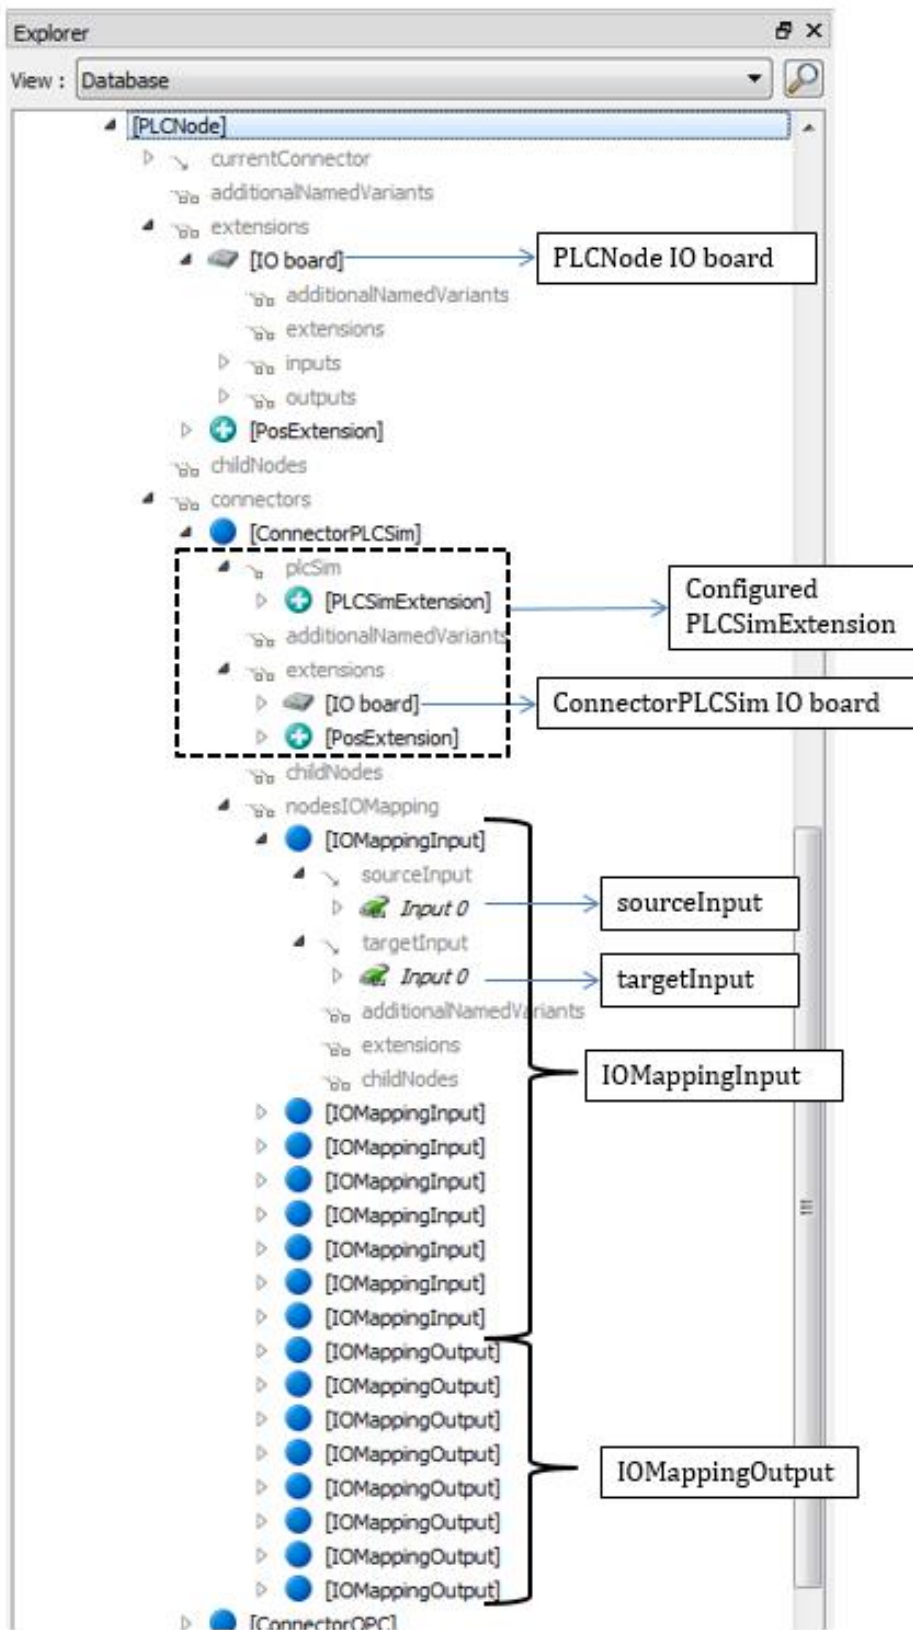 Explorer
View : Database
[PLCNode]
currentConnector
additionalNamedVariants
extensions
[IO board]
PLCNode IO board
additionalNamedVariants
extensions
inputs
outputs
[PosExtension]
childNodes
connectors
[ConnectorPLCSim]
plcSim
[PLCSimExtension]
Configured
PLCSimExtension
additionalNamedVariants
extensions
[IO board]
ConnectorPLCSim IO board
[PosExtension]
childNodes
nodesIOMapping
[IOMappingInput]
sourceInput
Input 0
sourceInput
targetInput
Input 0
targetInput
additionalNamedVariants
extensions
childNodes
IOMappingInput
[IOMappingInput]
[IOMappingInput]
[IOMappingInput]
[IOMappingInput]
[IOMappingInput]
[IOMappingInput]
[IOMappingInput]
[IOMappingOutput]
[IOMappingOutput]
[IOMappingOutput]
[IOMappingOutput]
IOMappingOutput
[IOMappingOutput]
[IOMappingOutput]
[IOMappingOutput]
[IOMappingOutput]
[ConnectorOPC]